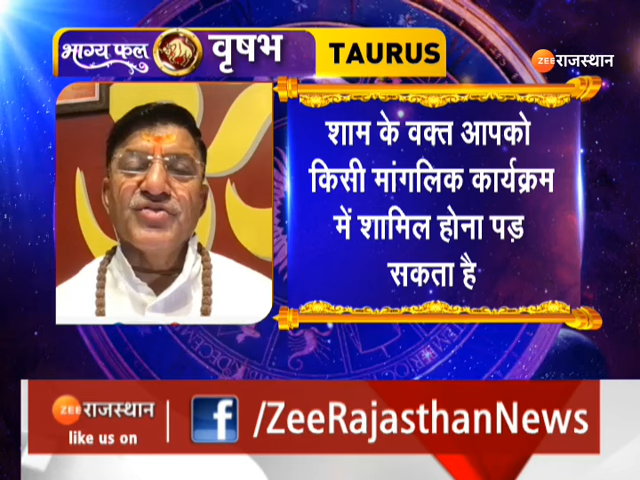 भाग्य फल वृषभ TAURUS
ZEE राजस्थान
शाम के वक्त आपको
किसी मांगलिक कार्यक्रम
में शामिल होना पड़
सकता है
ZEE राजस्थान
like us on
f /ZeeRajasthanNews